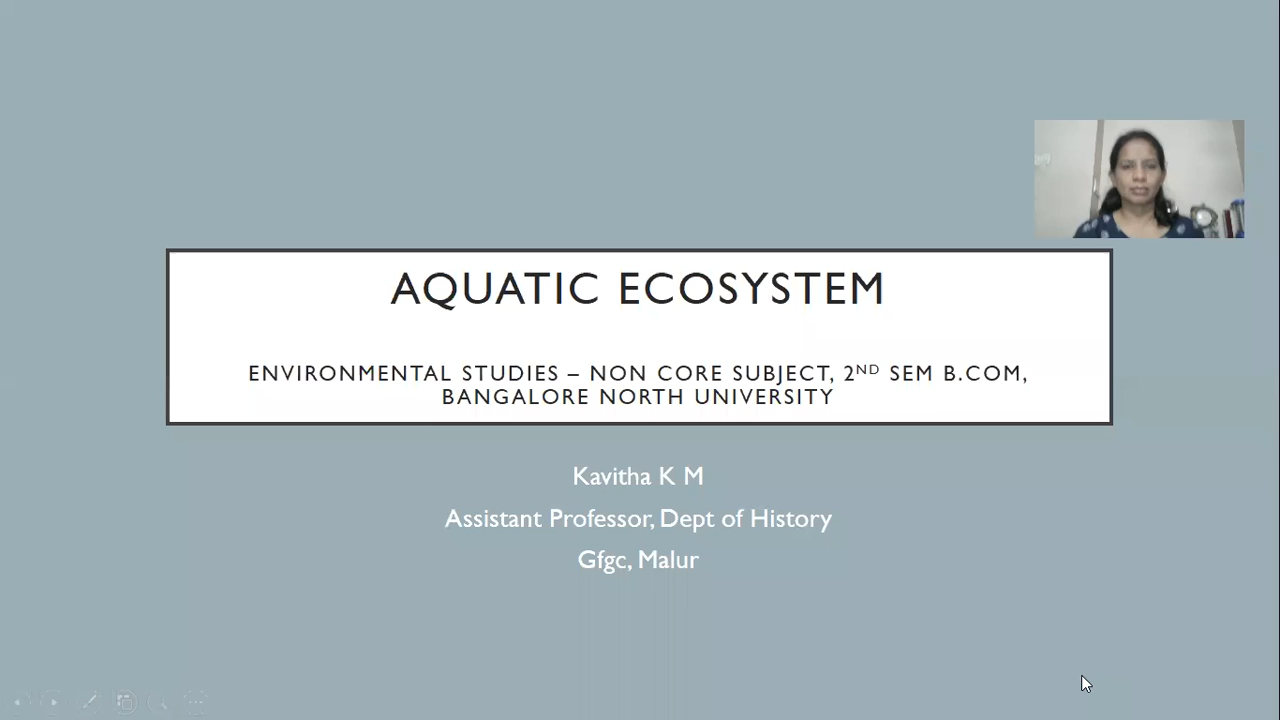 AQUATIC ECOSYSTEM
ENVIRONMENTAL STUDIES – NON CORE SUBJECT, 2ND SEM B.COM,
BANGALORE NORTH UNIVERSITY
Kavitha K M
Assistant Professor, Dept of History
Gfgc, Malur